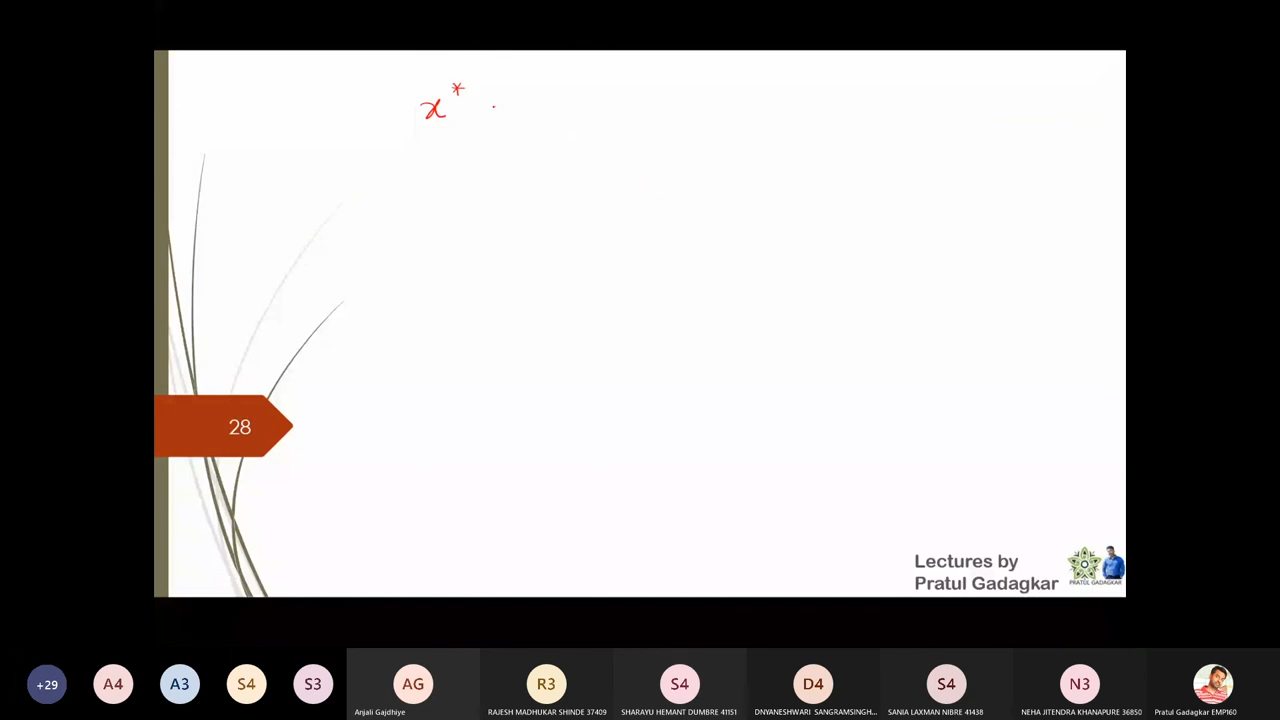 x*
28
Lectures by
Pratul Gadagkar
PRATUL GADAGKAR
+29
A4
A3
S4
S3
AG
R3
S4
D4
S4
N3
Anjali Gajdhiye
RAJESH MADHUKAR SHINDE 37409
SHARAYU HEMANT DUMBRE 41151
DNYANESHWARI SANGRAMSINGH...
SANIA LAXMAN NIBRE 41438
NEHA JITENDRA KHANAPURE 36850
Pratul Gadagkar EMP160